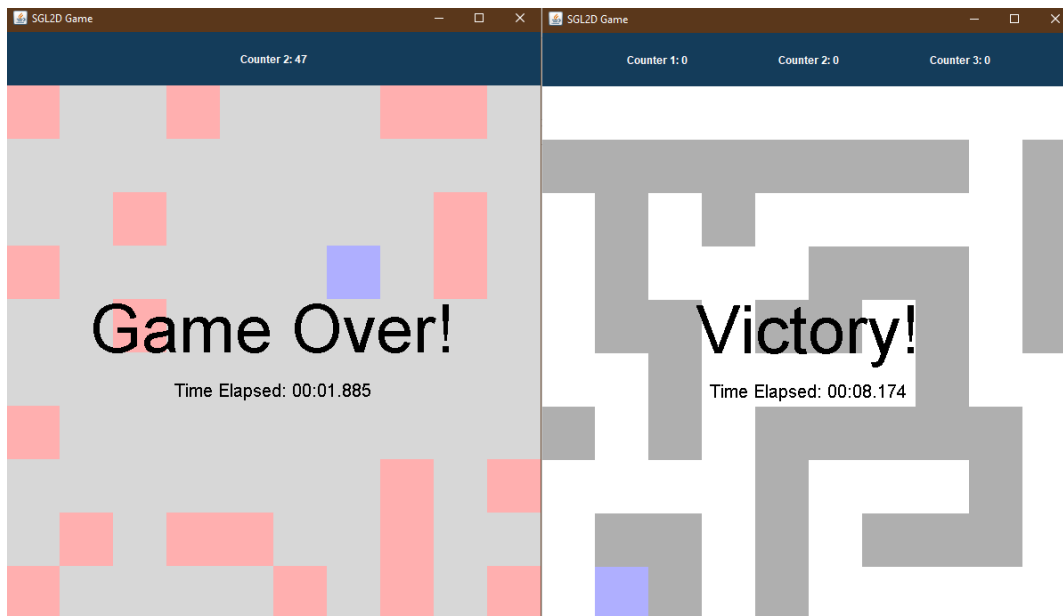 SGL2D Game
Counter 2: 47
Game Over!
Time Elapsed: 00:01.885
SGL2D Game
Counter 1: 0
Counter 2: 0
Counter 3: 0
Victory!
Time Elapsed: 00:08.174